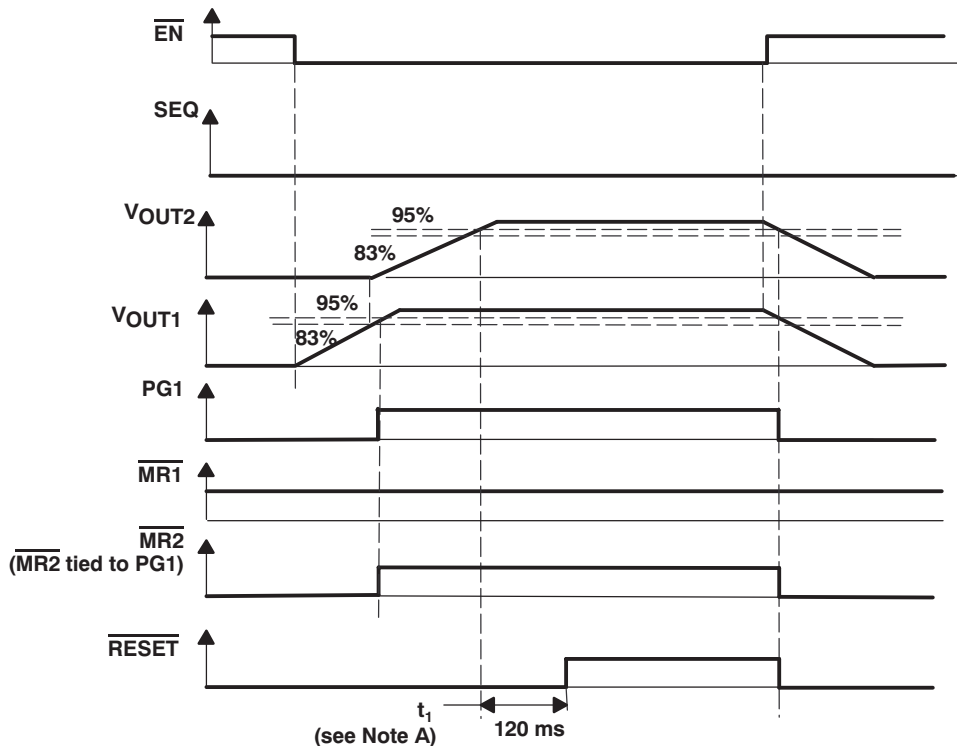 EN
SEQ
VOUT2
95%
83%
VOUT1
95%
83%
PG1
MR1
MR2
(MR2 tied to PG1)
RESET
t1
(see Note A)
120 ms